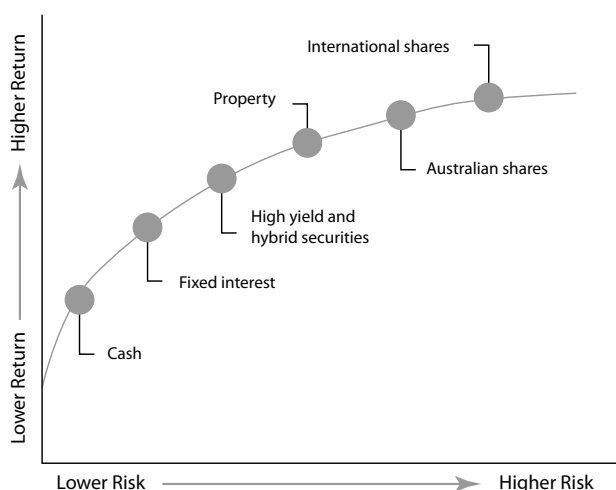 International shares
Property
Australian shares
High yield and
hybrid securities
Fixed interest
Cash
Higher Return
Lower Return
Lower Risk
Higher Risk